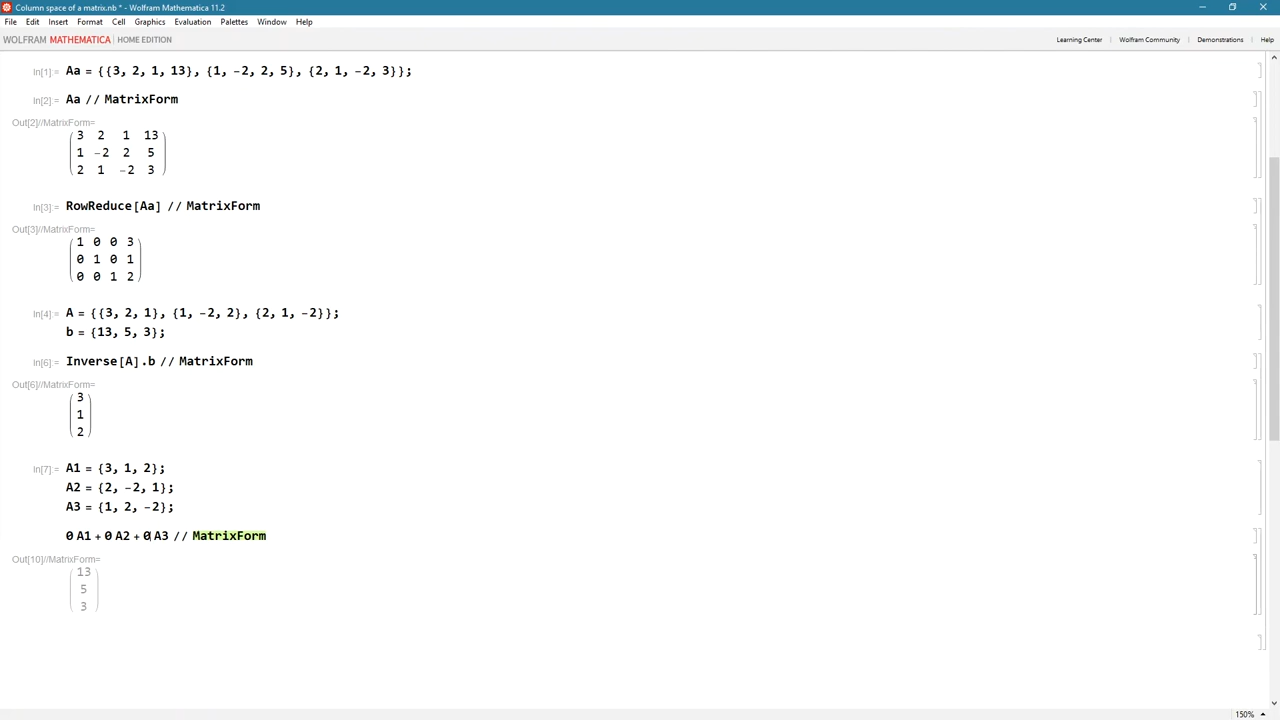 Column space of a matrix.nb * - Wolfram Mathematica 11.2
File Edit Insert Format Cell Graphics Evaluation Palettes Window Help
WOLFRAM MATHEMATICA | HOME EDITION Learning Center | Wolfram Community | Demonstrations | Help
In[1]:= Aa = {{3, 2, 1, 13}, {1, -2, 2, 5}, {2, 1, -2, 3}};
In[2]:= Aa // MatrixForm
Out[2]//MatrixForm=
3 2 1 13
1 -2 2 5
2 1 -2 3
In[3]:= RowReduce[Aa] // MatrixForm
Out[3]//MatrixForm=
1 0 0 3
0 1 0 1
0 0 1 2
In[4]:= A = {{3, 2, 1}, {1, -2, 2}, {2, 1, -2}};
b = {13, 5, 3};
In[6]:= Inverse[A].b // MatrixForm
Out[6]//MatrixForm=
3
1
2
In[7]:= A1 = {3, 1, 2};
A2 = {2, -2, 1};
A3 = {1, 2, -2};
0 A1 + 0 A2 + 0 A3 // MatrixForm
Out[10]//MatrixForm=
13
5
3
150%